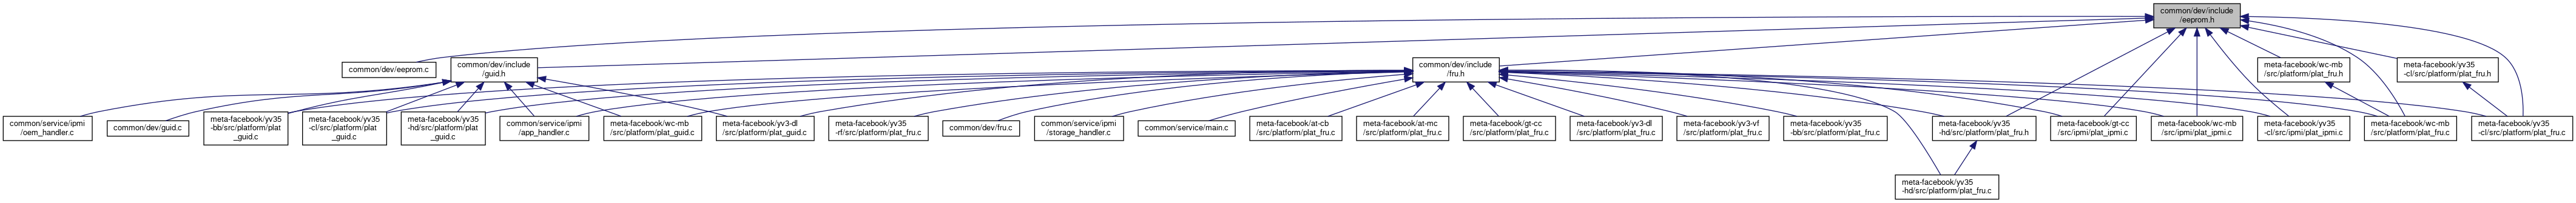 common/dev/include
/eeprom.h
common/dev/eeprom.c
common/dev/include
/guid.h
common/dev/include
/fru.h
meta-facebook/wc-mb
/src/platform/plat_fru.h
meta-facebook/yv35
-cl/src/platform/plat_fru.h
common/service/ipmi
/oem_handler.c
common/dev/guid.c
meta-facebook/yv35
-bb/src/platform/plat
_guid.c
meta-facebook/yv35
-cl/src/platform/plat
_guid.c
meta-facebook/yv35
-hd/src/platform/plat
_guid.c
common/service/ipmi
/app_handler.c
meta-facebook/wc-mb
/src/platform/plat_guid.c
meta-facebook/yv3-dl
/src/platform/plat_guid.c
meta-facebook/yv35
-rf/src/platform/plat_fru.c
common/dev/fru.c
common/service/ipmi
/storage_handler.c
common/service/main.c
meta-facebook/at-cb
/src/platform/plat_fru.c
meta-facebook/at-mc
/src/platform/plat_fru.c
meta-facebook/gt-cc
/src/platform/plat_fru.c
meta-facebook/yv3-dl
/src/platform/plat_fru.c
meta-facebook/yv3-vf
/src/platform/plat_fru.c
meta-facebook/yv35
-bb/src/platform/plat_fru.c
meta-facebook/yv35
-hd/src/platform/plat_fru.h
meta-facebook/gt-cc
/src/ipmi/plat_ipmi.c
meta-facebook/wc-mb
/src/ipmi/plat_ipmi.c
meta-facebook/yv35
-cl/src/ipmi/plat_ipmi.c
meta-facebook/wc-mb
/src/platform/plat_fru.c
meta-facebook/yv35
-cl/src/platform/plat_fru.c
meta-facebook/yv35
-hd/src/platform/plat_fru.c